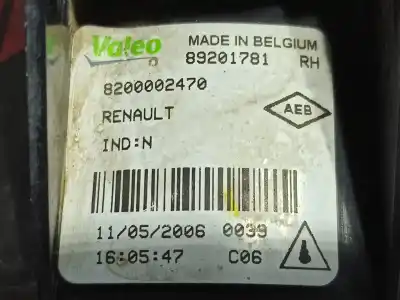 Valeo MADE IN BELGIUM
89201781 RH
8200002470
RENAULT AEB
IND:N
11/05/2006 0039
16:05:47 C06